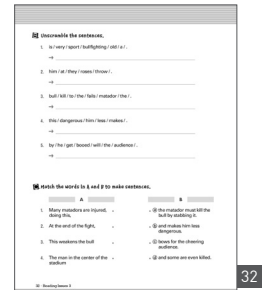 Unscramble the sentences.
1. is / very / sport / bullfighting / old / a / .
→
2. him / at / they / roses / throw / .
→
3. bull / kill / to / the / fails / matador / the / .
→
4. this / dangerous / him / less / makes / .
→
5. by / he / get / booed / will / the / audience / .
→
Match the words in A and B to make sentences.
A B
1. Many matadors are injured, • • ⓐ the matador must kill the
doing this, bull by stabbing it.
2. At the end of the fight, • • ⓑ and makes him less
dangerous.
3. This weakens the bull • • ⓒ bows for the cheering
audience.
4. The man in the center of the • • ⓓ and some are even killed.
stadium
32 Reading lesson
32